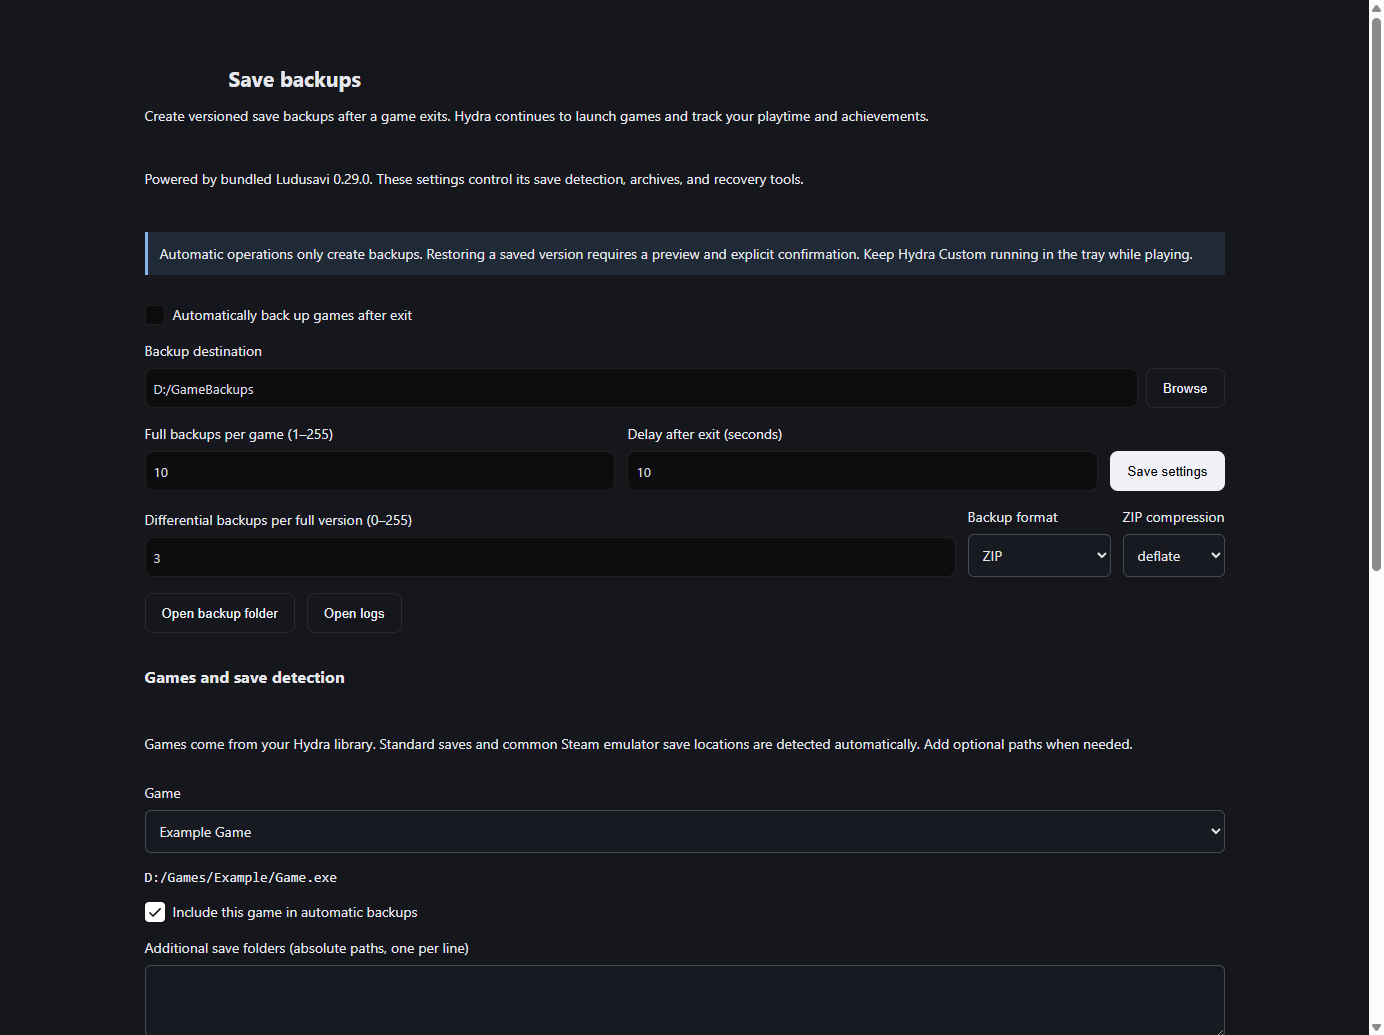 Save backups
Create versioned save backups after a game exits. Hydra continues to launch games and track your playtime and achievements.
Powered by bundled Ludusavi 0.29.0. These settings control its save detection, archives, and recovery tools.
Automatic operations only create backups. Restoring a saved version requires a preview and explicit confirmation. Keep Hydra Custom running in the tray while playing.
Automatically back up games after exit
Backup destination
D:/GameBackups
Browse
Full backups per game (1–255)
Delay after exit (seconds)
10
10
Save settings
Differential backups per full version (0–255)
Backup format
ZIP compression
3
ZIP
deflate
Open backup folder
Open logs
Games and save detection
Games come from your Hydra library. Standard saves and common Steam emulator save locations are detected automatically. Add optional paths when needed.
Game
Example Game
D:/Games/Example/Game.exe
Include this game in automatic backups
Additional save folders (absolute paths, one per line)